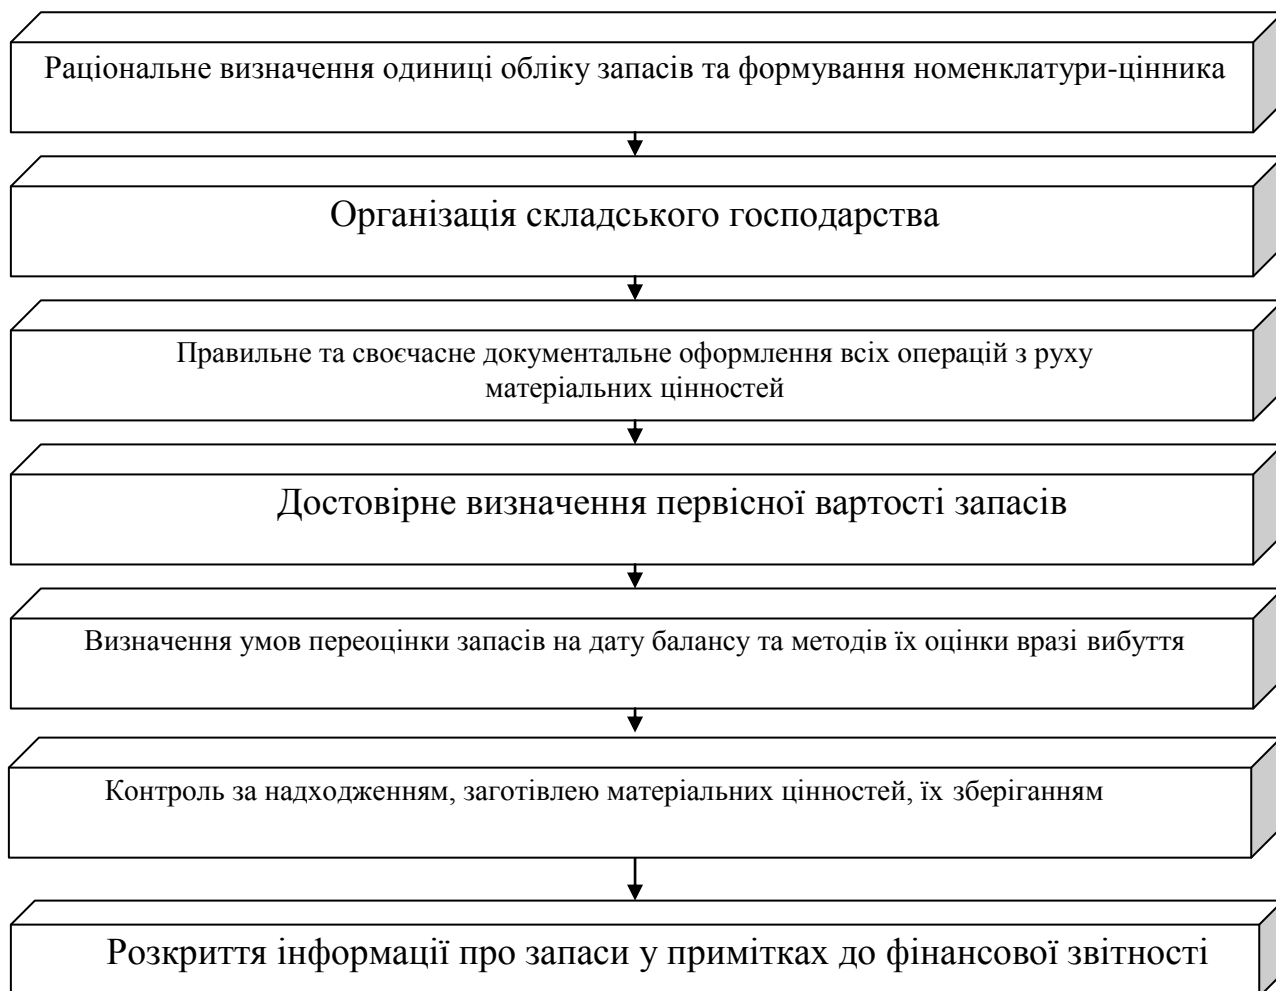 Раціональне визначення одиниці обліку запасів та формування номенклатури-цінника
Організація складського господарства
Правильне та своєчасне документальне оформлення всіх операцій з руху
матеріальних цінностей
Достовірне визначення первісної вартості запасів
Визначення умов переоцінки запасів на дату балансу та методів їх оцінки вразі вибуття
Контроль за надходженням, заготівлею матеріальних цінностей, їх зберіганням
Розкриття інформації про запаси у примітках до фінансової звітності